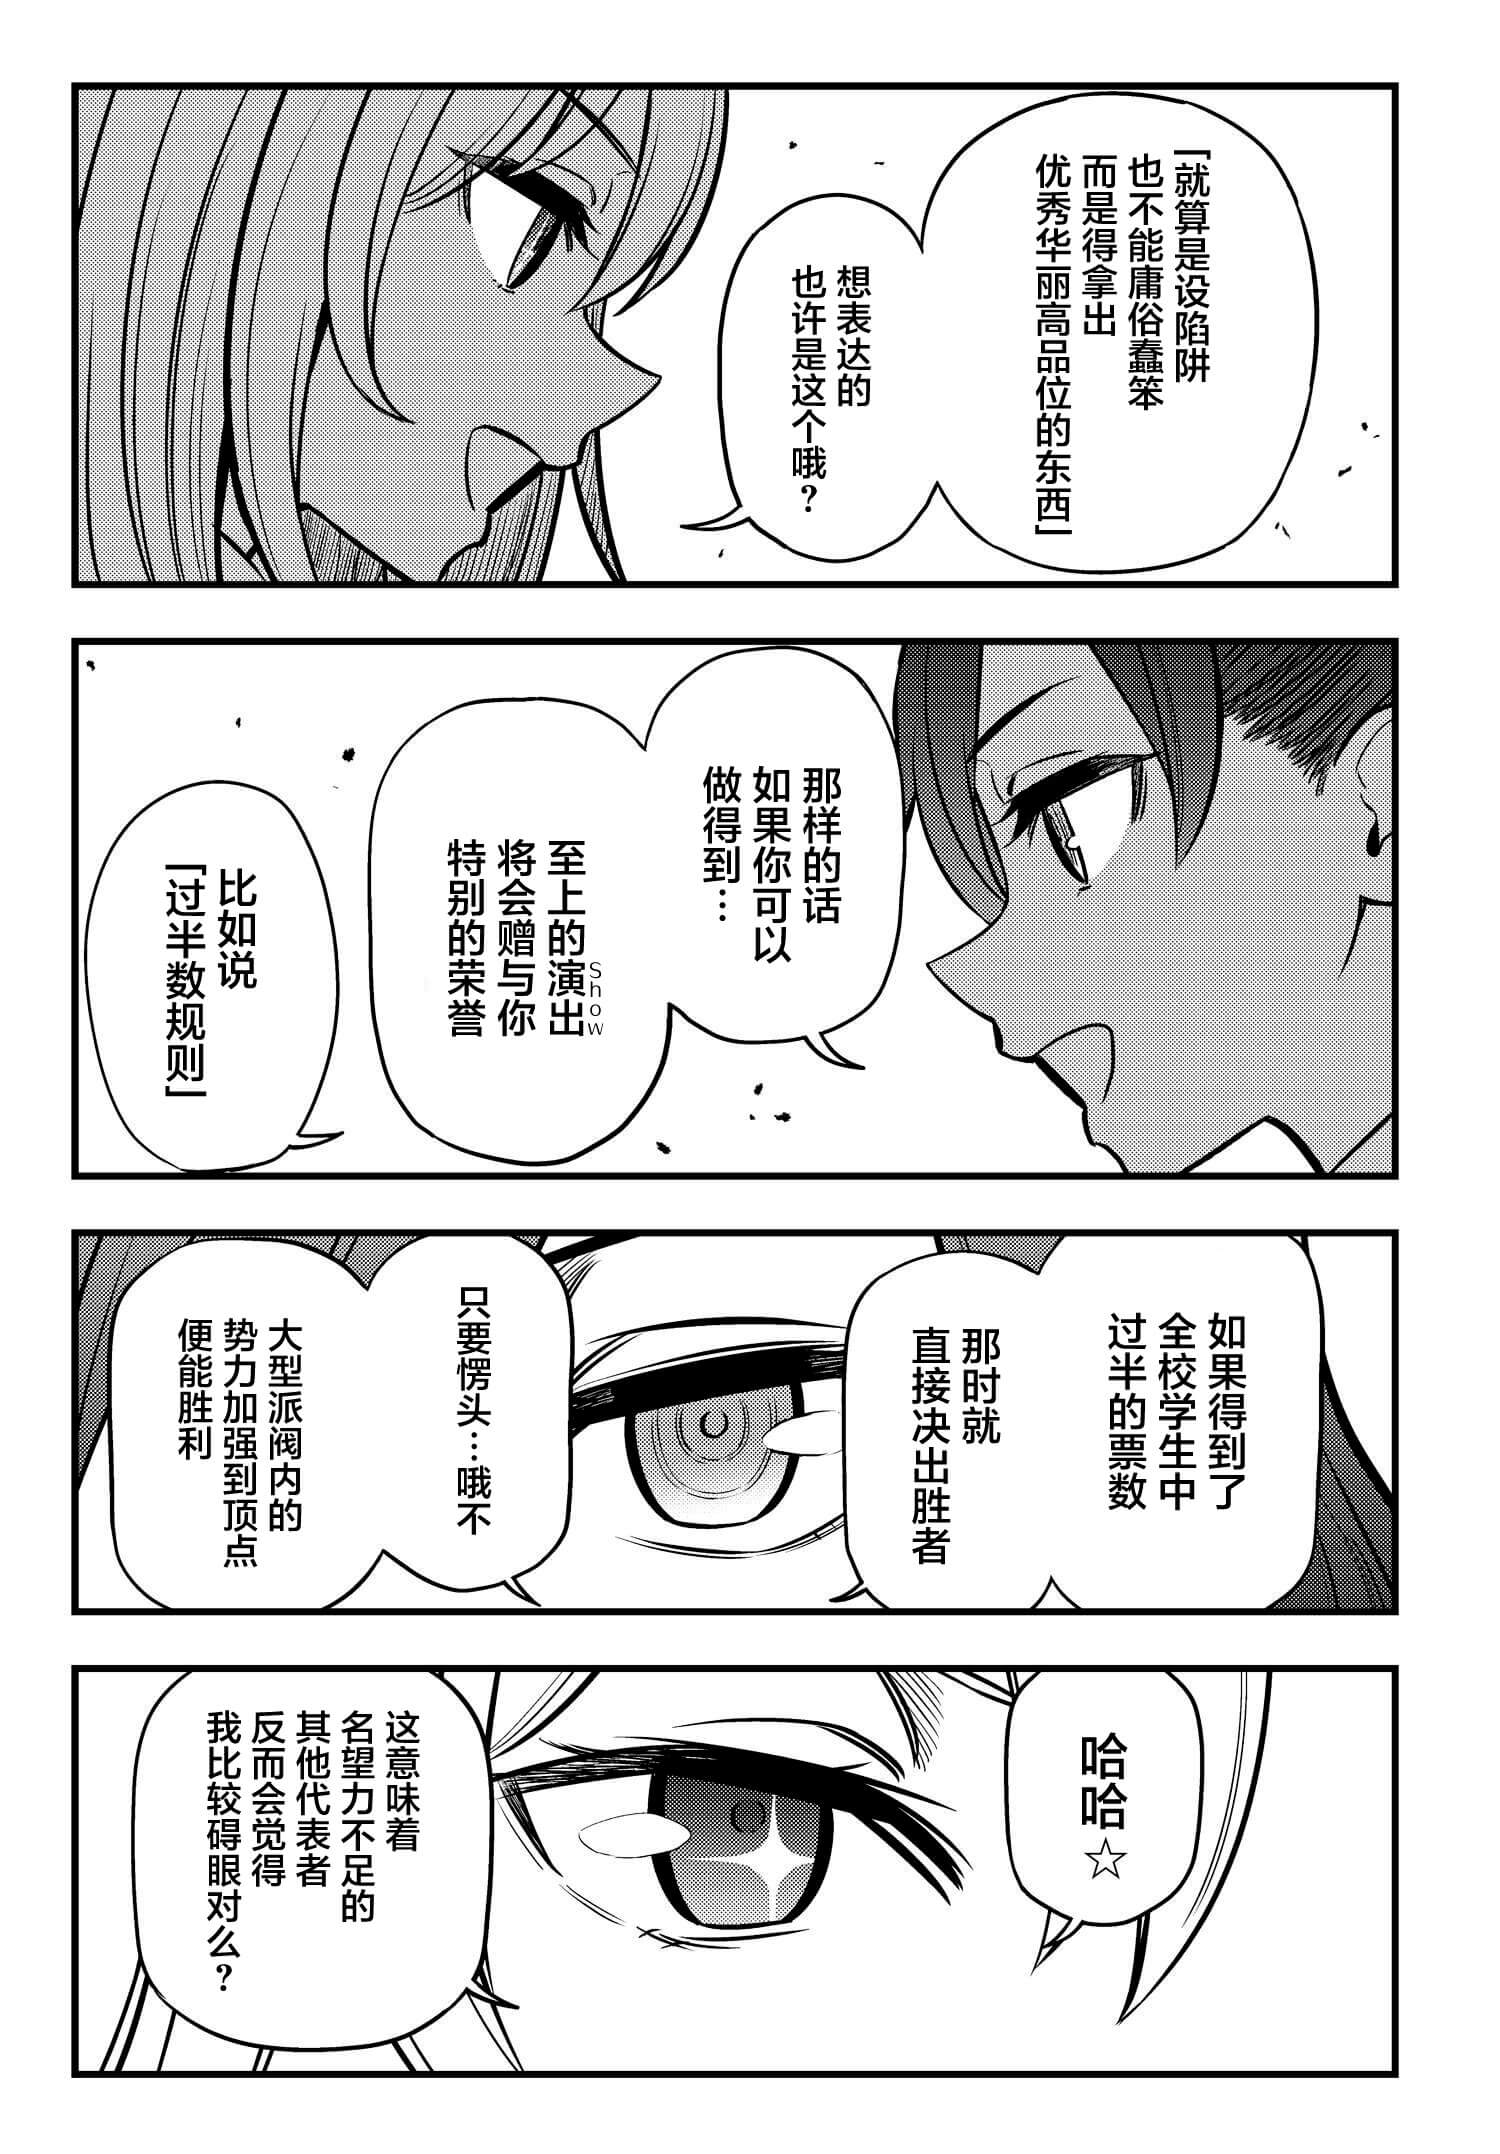 「就算是设陷阱
也不能庸俗蠢笨
而是得拿出
优秀华丽高品位的东西」
想表达的
也许是这个哦？
那样的话
如果你可以
做得到…
至上的演出
Show
将会赠与你
特别的荣誉
比如说
「过半数规则」
如果得到了
全校学生中
过半的票数
那时就
直接决出胜者
只要愣头…哦不
大型派阀内的
势力加强到顶点
便能胜利
哈哈☆
这意味着
名望力不足的
其他代表者
反而会觉得
我比较碍眼对么？